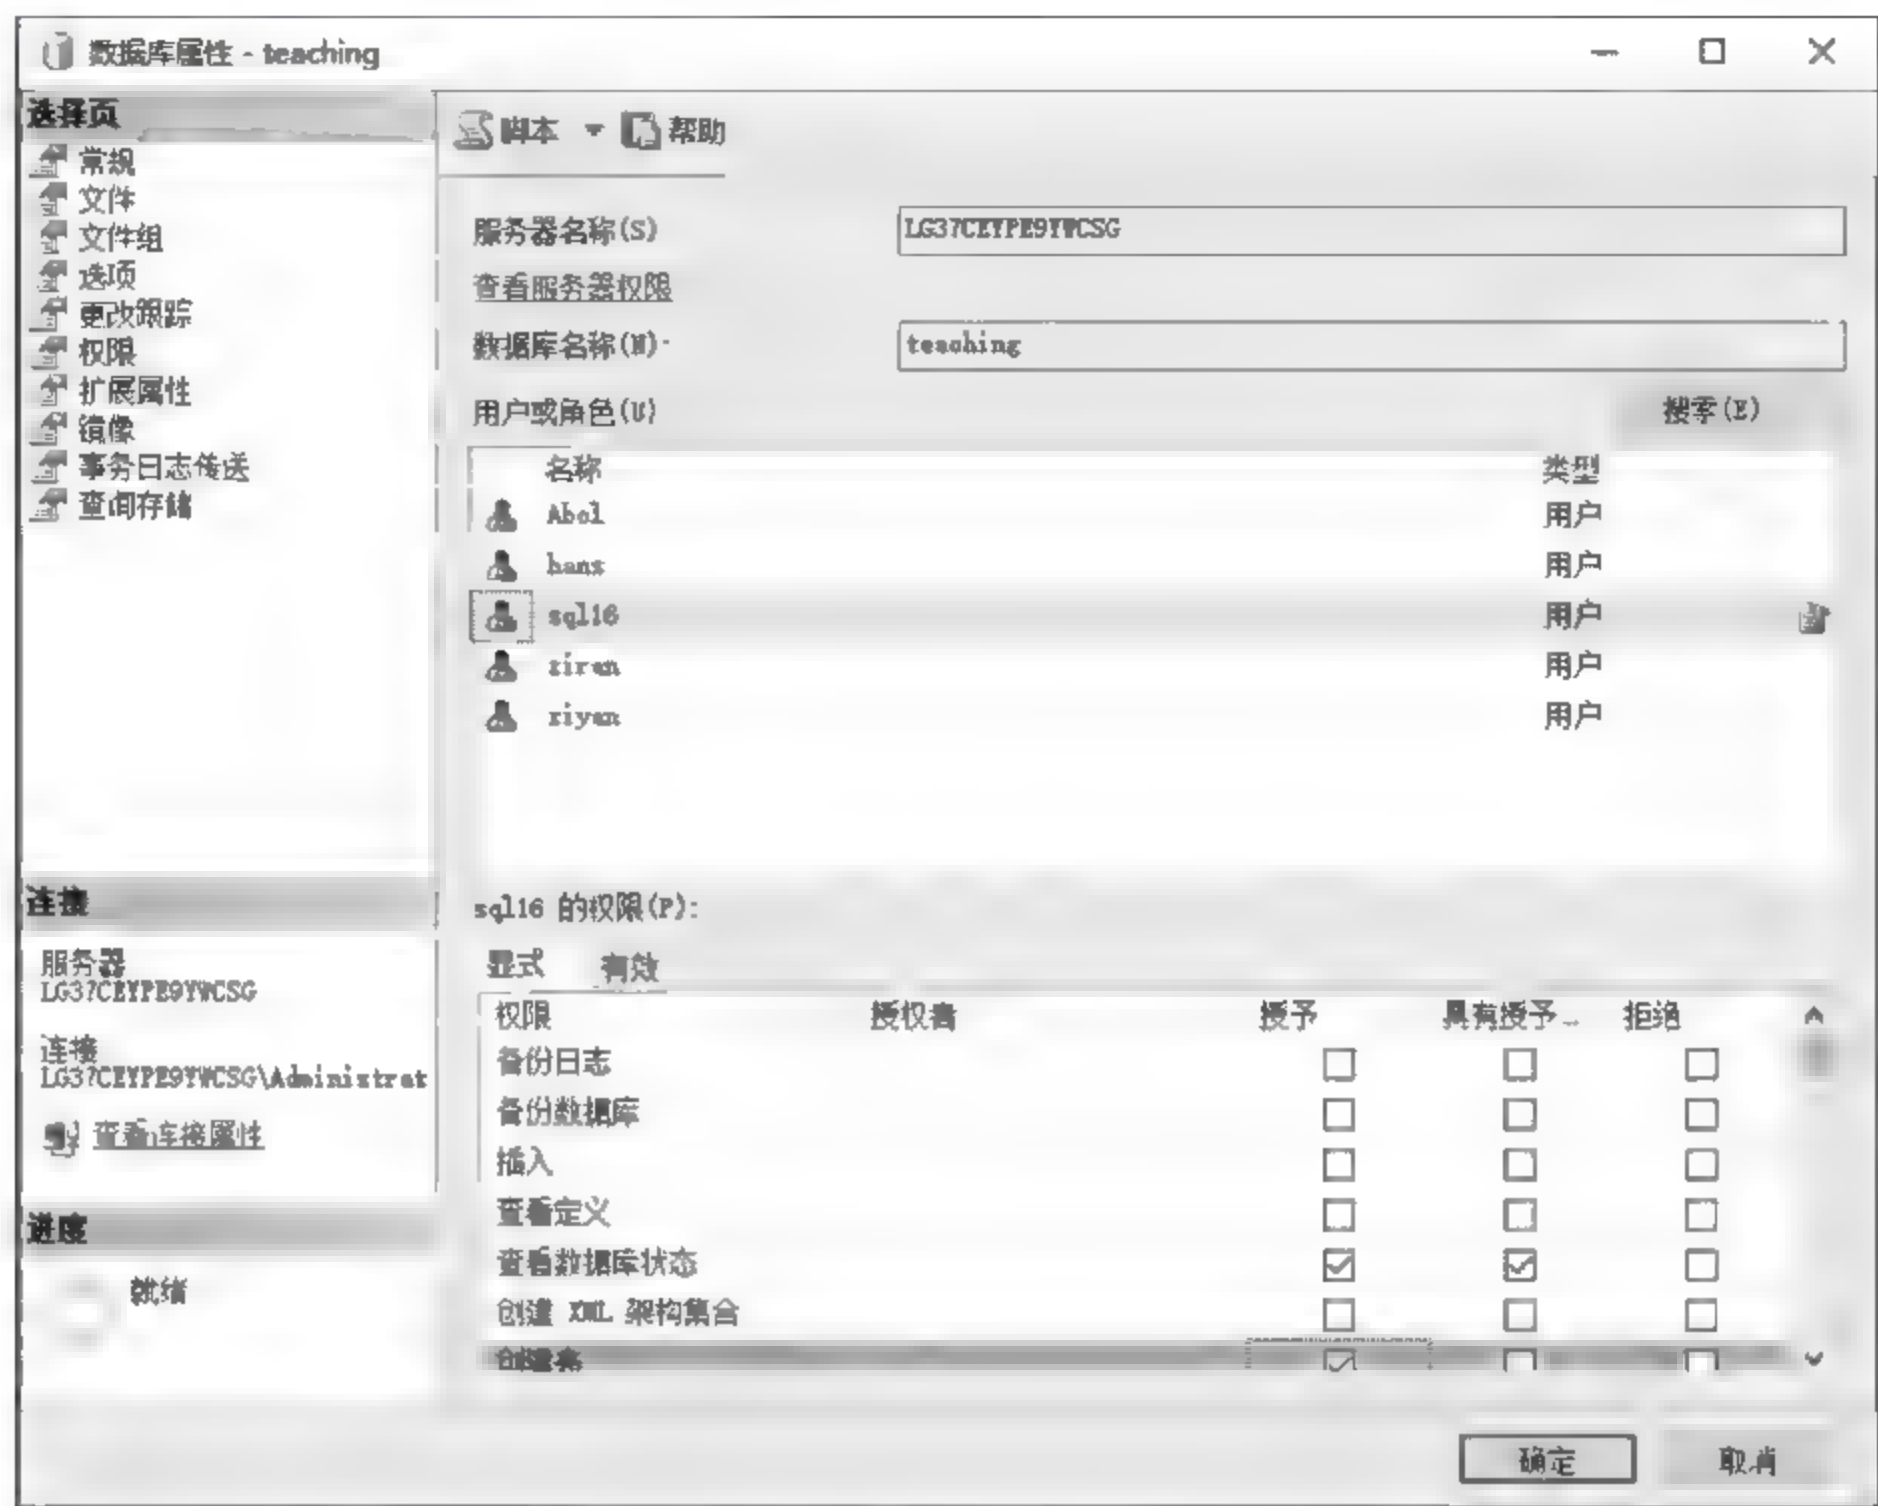 数据库属性 - teaching
选择页
常规
文件
文件组
选项
更改跟踪
权限
扩展属性
镜像
事务日志传送
查询存储
脚本 帮助
服务器名称(S)
查看服务器权限
数据库名称(N):
teaching
用户或角色(U)
搜索(E)
名称 类型
用户
hans 用户
sql16 用户
用户
用户
连接
服务器
连接
查看连接属性
进度
就绪
sql16 的权限(P):
显式 有效
权限 授权者 授予 具有授予... 拒绝
备份日志
备份数据库
插入
查看定义
查看数据库状态
创建 XML 架构集合
创建表
确定 取消